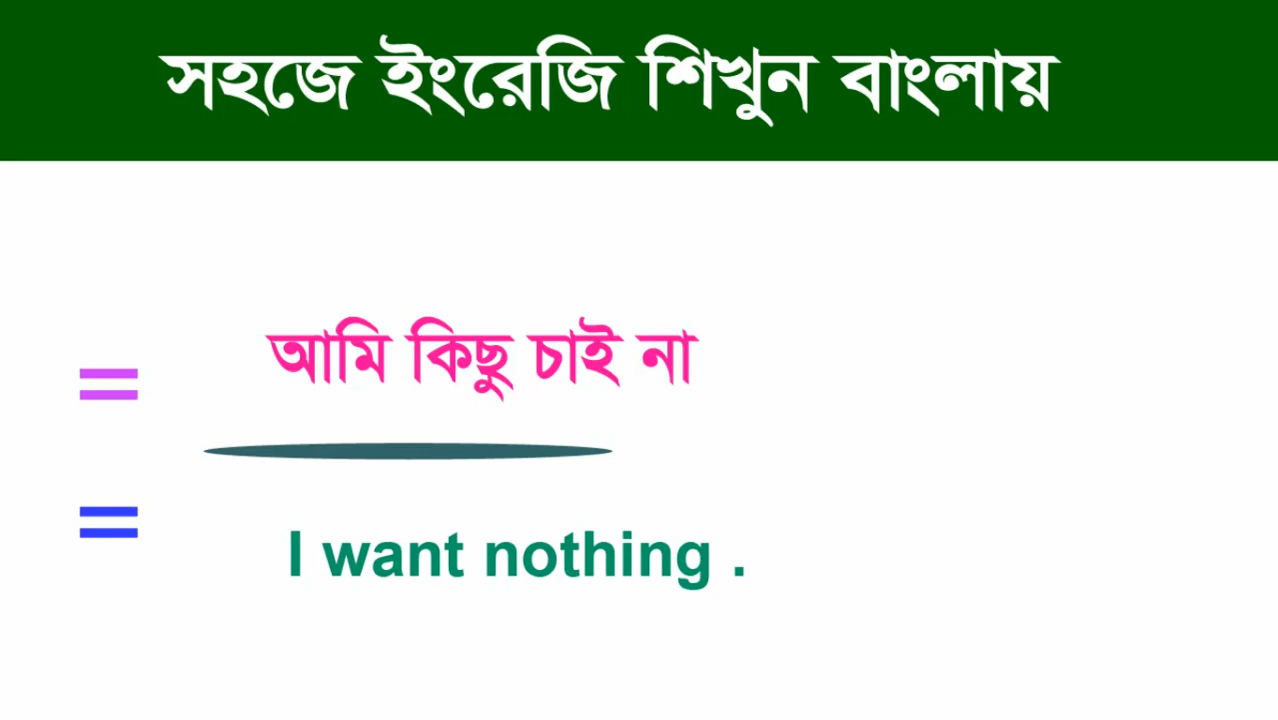 সহজে ইংরেজি শিখুন বাংলায়
= আমি কিছু চাই না
= I want nothing .